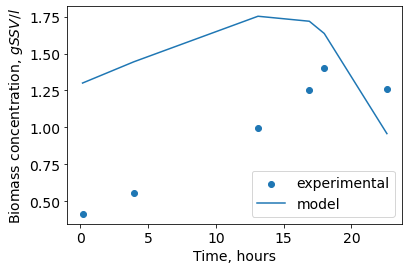 Biomass concentration, gSSV/l
1.75
1.50
1.25
1.00
0.75
0.50
0
5
10
15
20
Time, hours
experimental
model